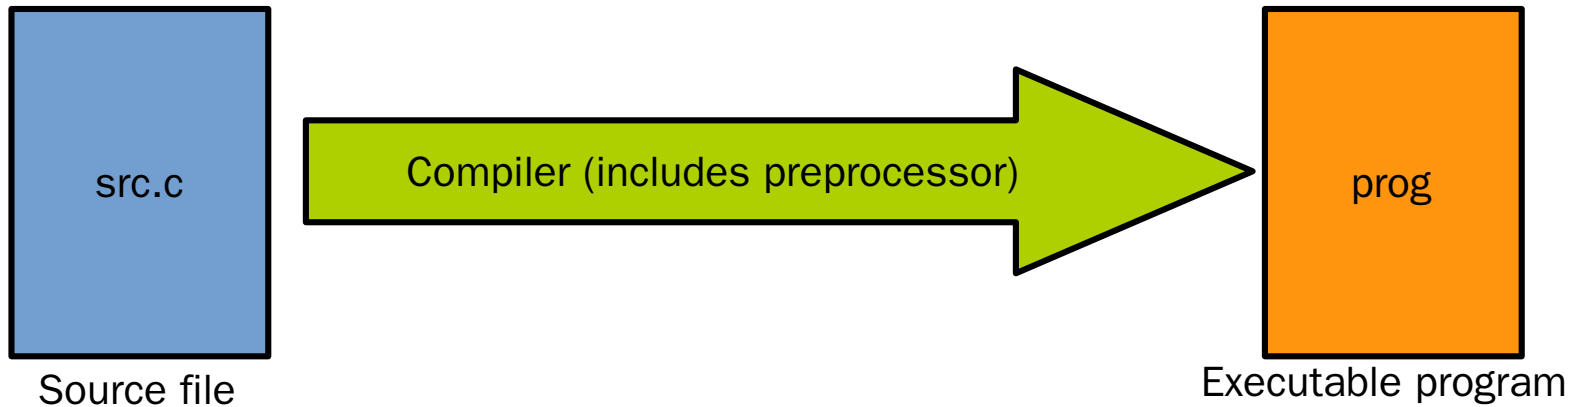 src.c
Compiler (includes preprocessor)
prog
Source file
Executable program